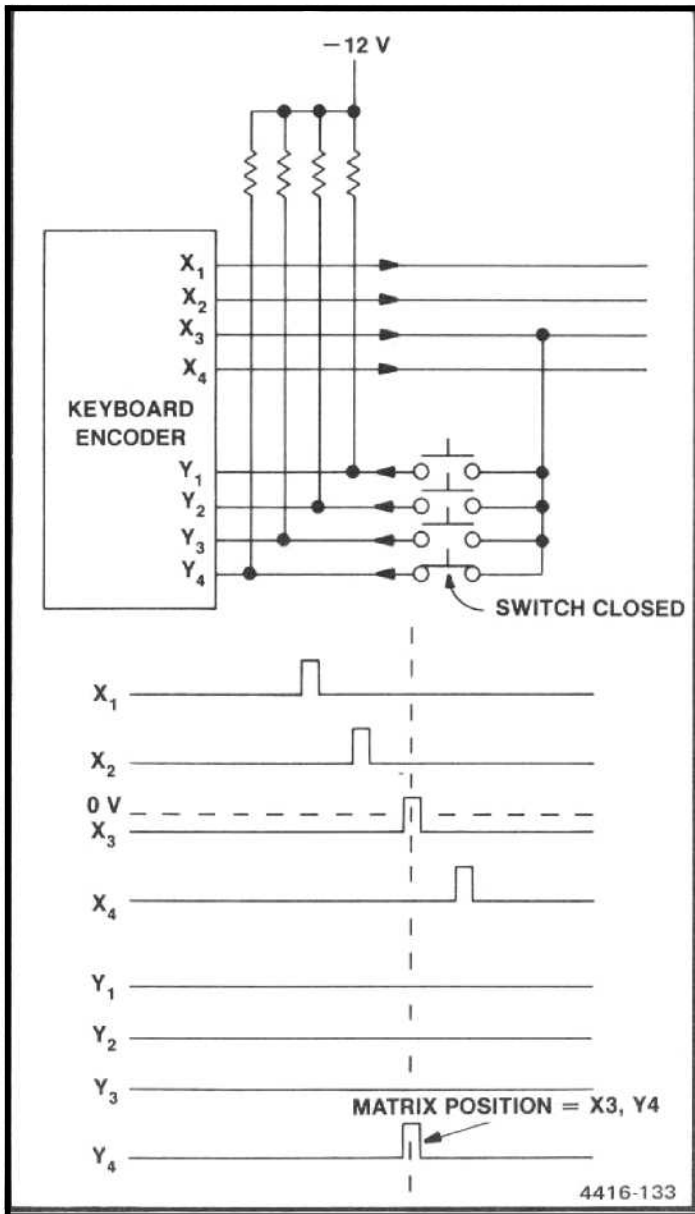 −12 V
X₁
X₂
X₃
X₄
KEYBOARD
ENCODER
Y₁
Y₂
Y₃
Y₄
SWITCH CLOSED
X₁
X₂
0 V
X₃
X₄
Y₁
Y₂
Y₃
MATRIX POSITION = X3, Y4
Y₄
4416-133